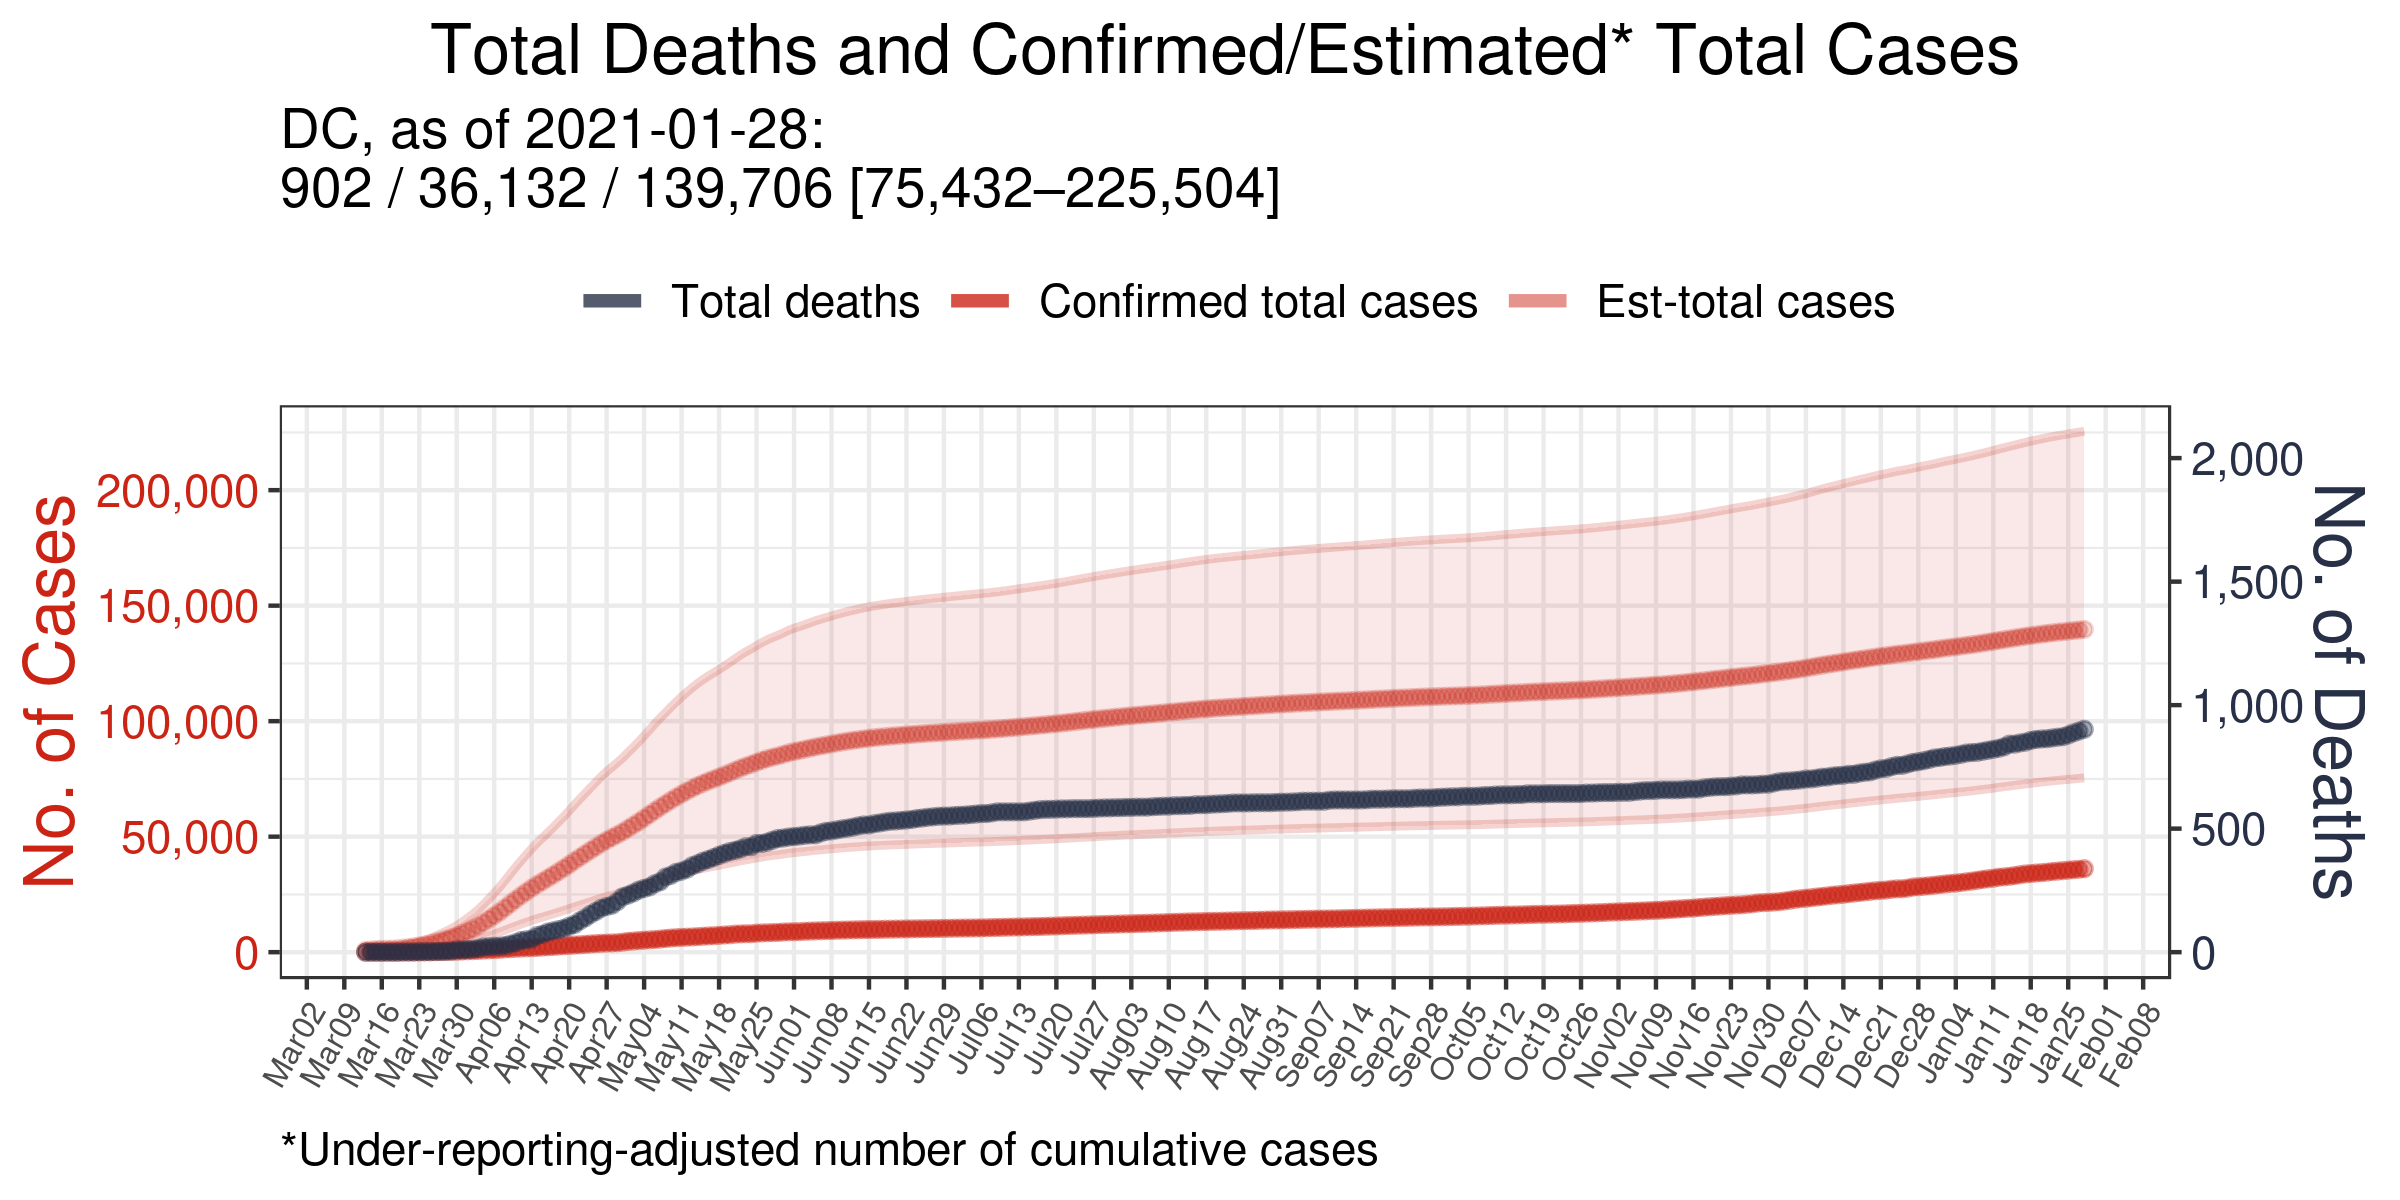 Total Deaths and Confirmed/Estimated* Total Cases
DC, as of 2021-01-28:
902 / 36,132 / 139,706 [75,432–225,504]
Total deaths
Confirmed total cases
Est-total cases
No. of Cases
200,000
150,000
100,000
50,000
0
2,000
1,500
1,000
500
0
No. of Deaths
Mar02
Mar09
Mar16
Mar23
Mar30
Apr06
Apr13
Apr20
Apr27
May04
May11
May18
May25
Jun01
Jun08
Jun15
Jun22
Jun29
Jul06
Jul13
Jul20
Jul27
Aug03
Aug10
Aug17
Aug24
Aug31
Sep07
Sep14
Sep21
Sep28
Oct05
Oct12
Oct19
Oct26
Nov02
Nov09
Nov16
Nov23
Nov30
Dec07
Dec14
Dec21
Dec28
Jan04
Jan11
Jan18
Jan25
Feb01
Feb08
*Under-reporting-adjusted number of cumulative cases